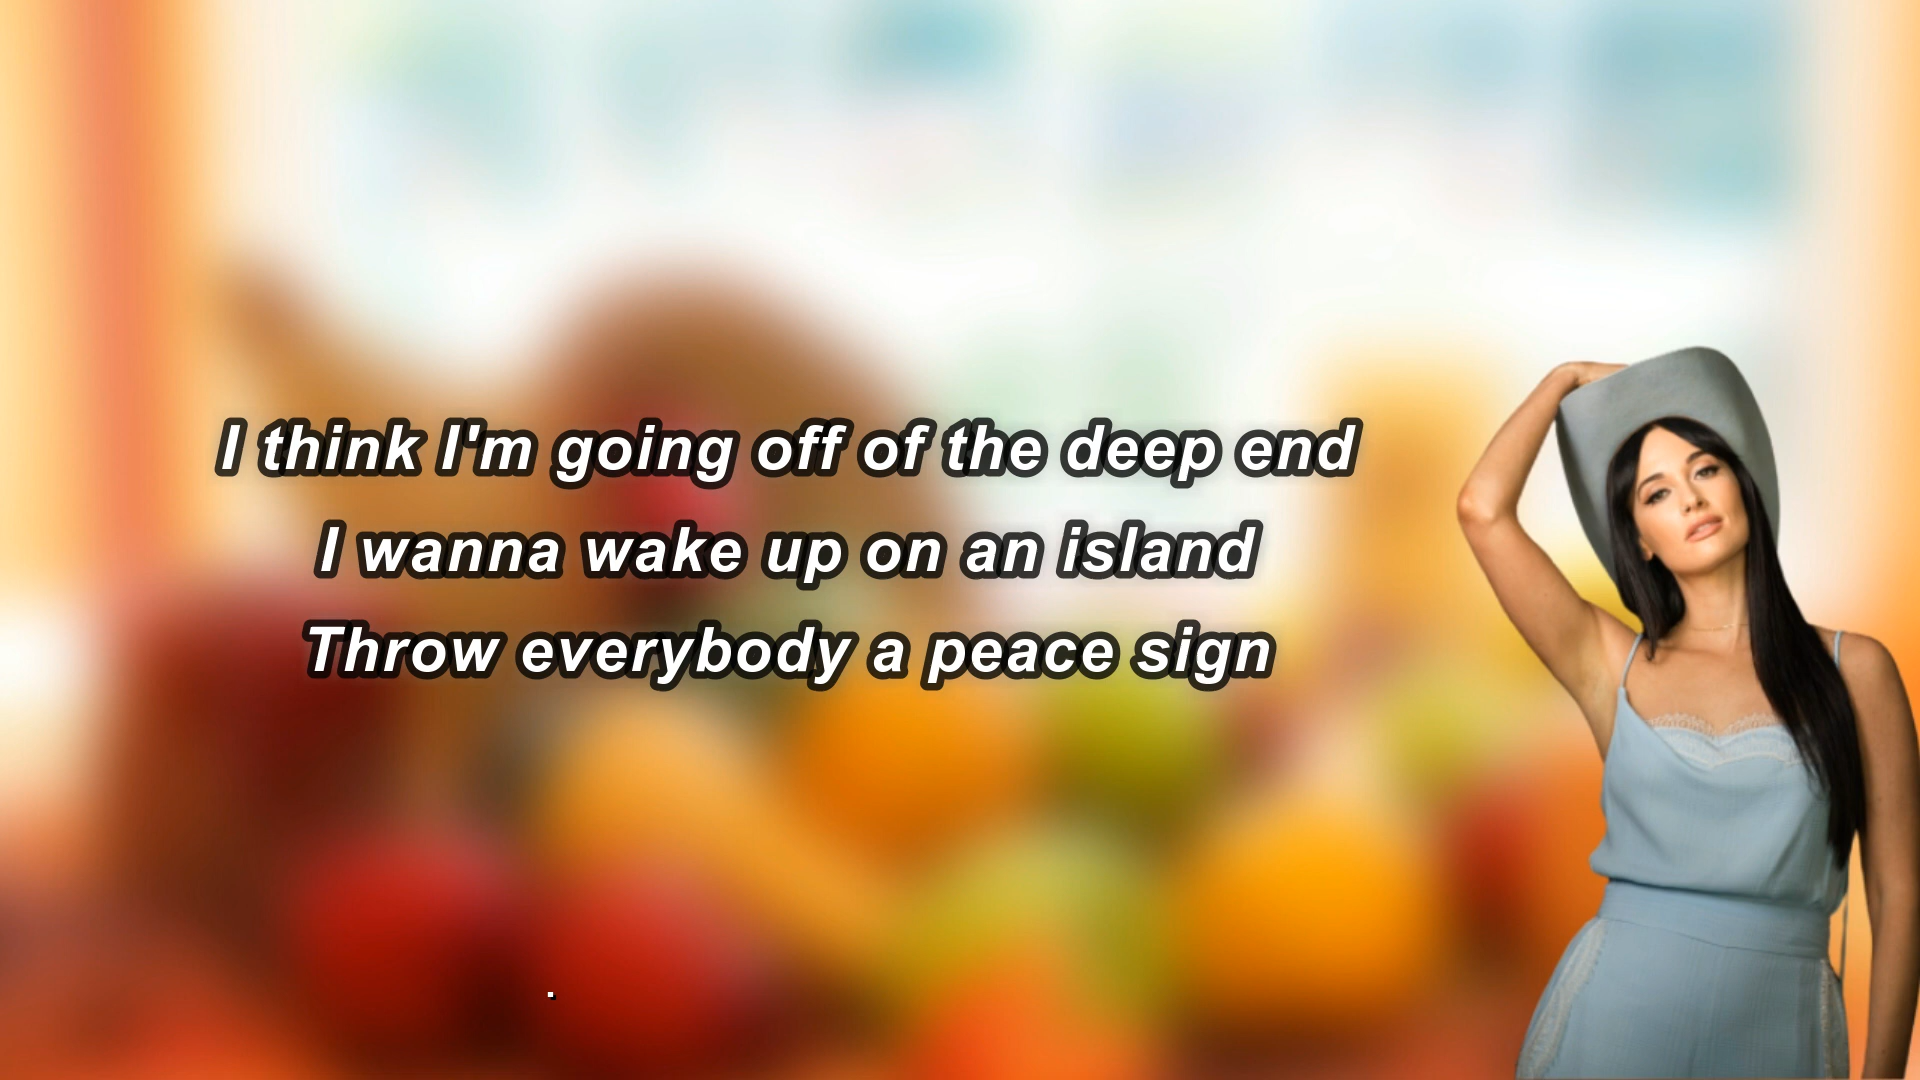 I think I'm going off of the deep end
I wanna wake up on an island
Throw everybody a peace sign
.